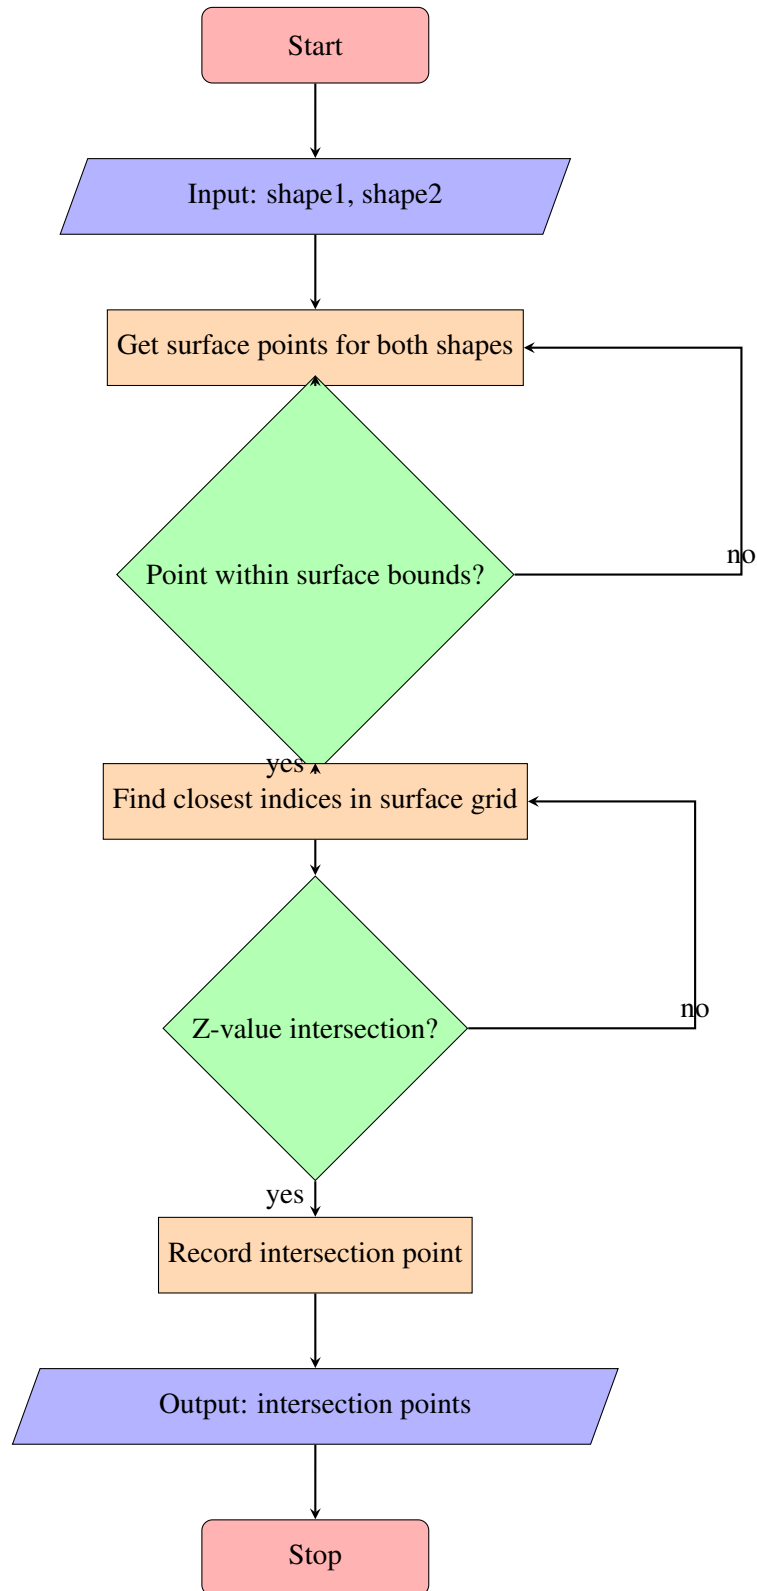 Start
Input: shape1, shape2
Get surface points for both shapes
no
Point within surface bounds?
yes
Find closest indices in surface grid
no
Z-value intersection?
yes
Record intersection point
Output: intersection points
Stop